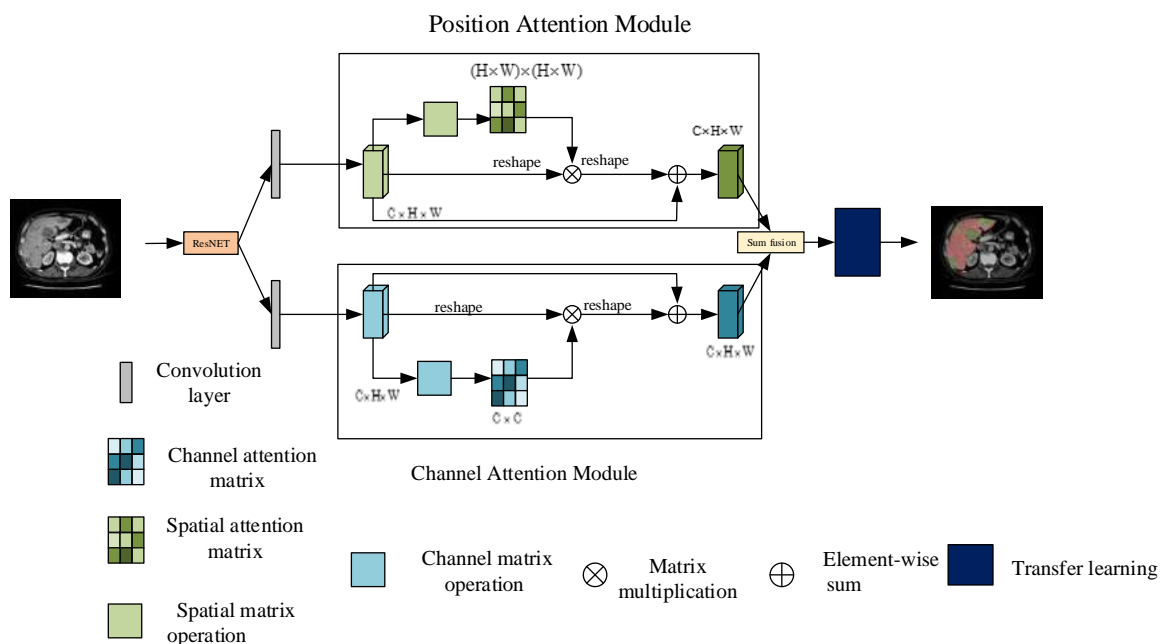 Position Attention Module
(H×W)×(H×W)
C×H×W
reshape
reshape
C×H×W
ResNET
Sum fusion
reshape
reshape
C×H×W
C×H×W
C×C
Convolution
layer
Channel Attention Module
Channel attention
matrix
Spatial attention
matrix
Channel matrix
operation
Matrix
multiplication
Element-wise
sum
Transfer learning
Spatial matrix
operation